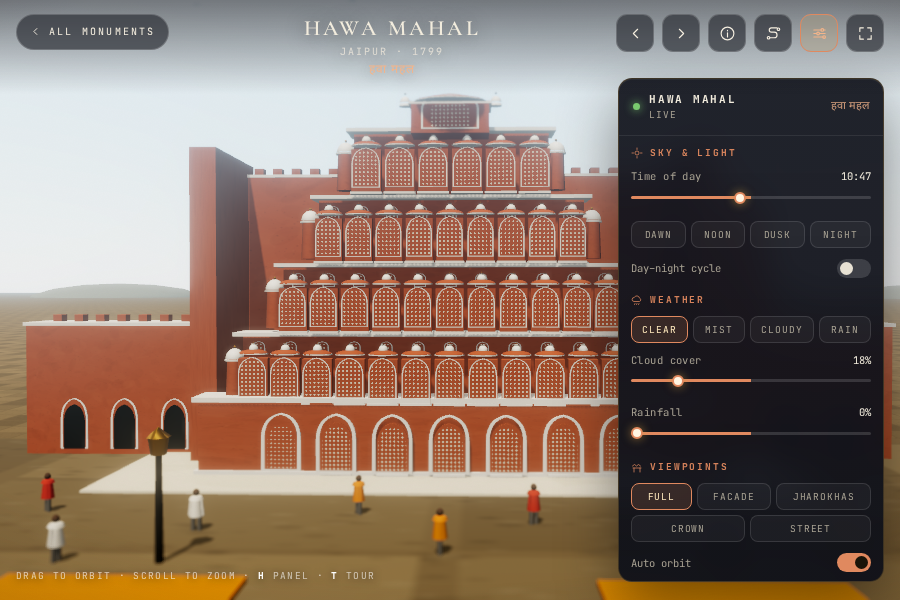 ALL MONUMENTS
HAWA MAHAL
JAIPUR · 1799
हवा महल
HAWA MAHAL
LIVE
हवा महल
SKY & LIGHT
Time of day 10:47
DAWN NOON DUSK NIGHT
Day-night cycle
WEATHER
CLEAR MIST CLOUDY RAIN
Cloud cover 18%
Rainfall 0%
VIEWPOINTS
FULL FACADE JHAROKHAS
CROWN STREET
Auto orbit
DRAG TO ORBIT · SCROLL TO ZOOM · H PANEL · T TOUR